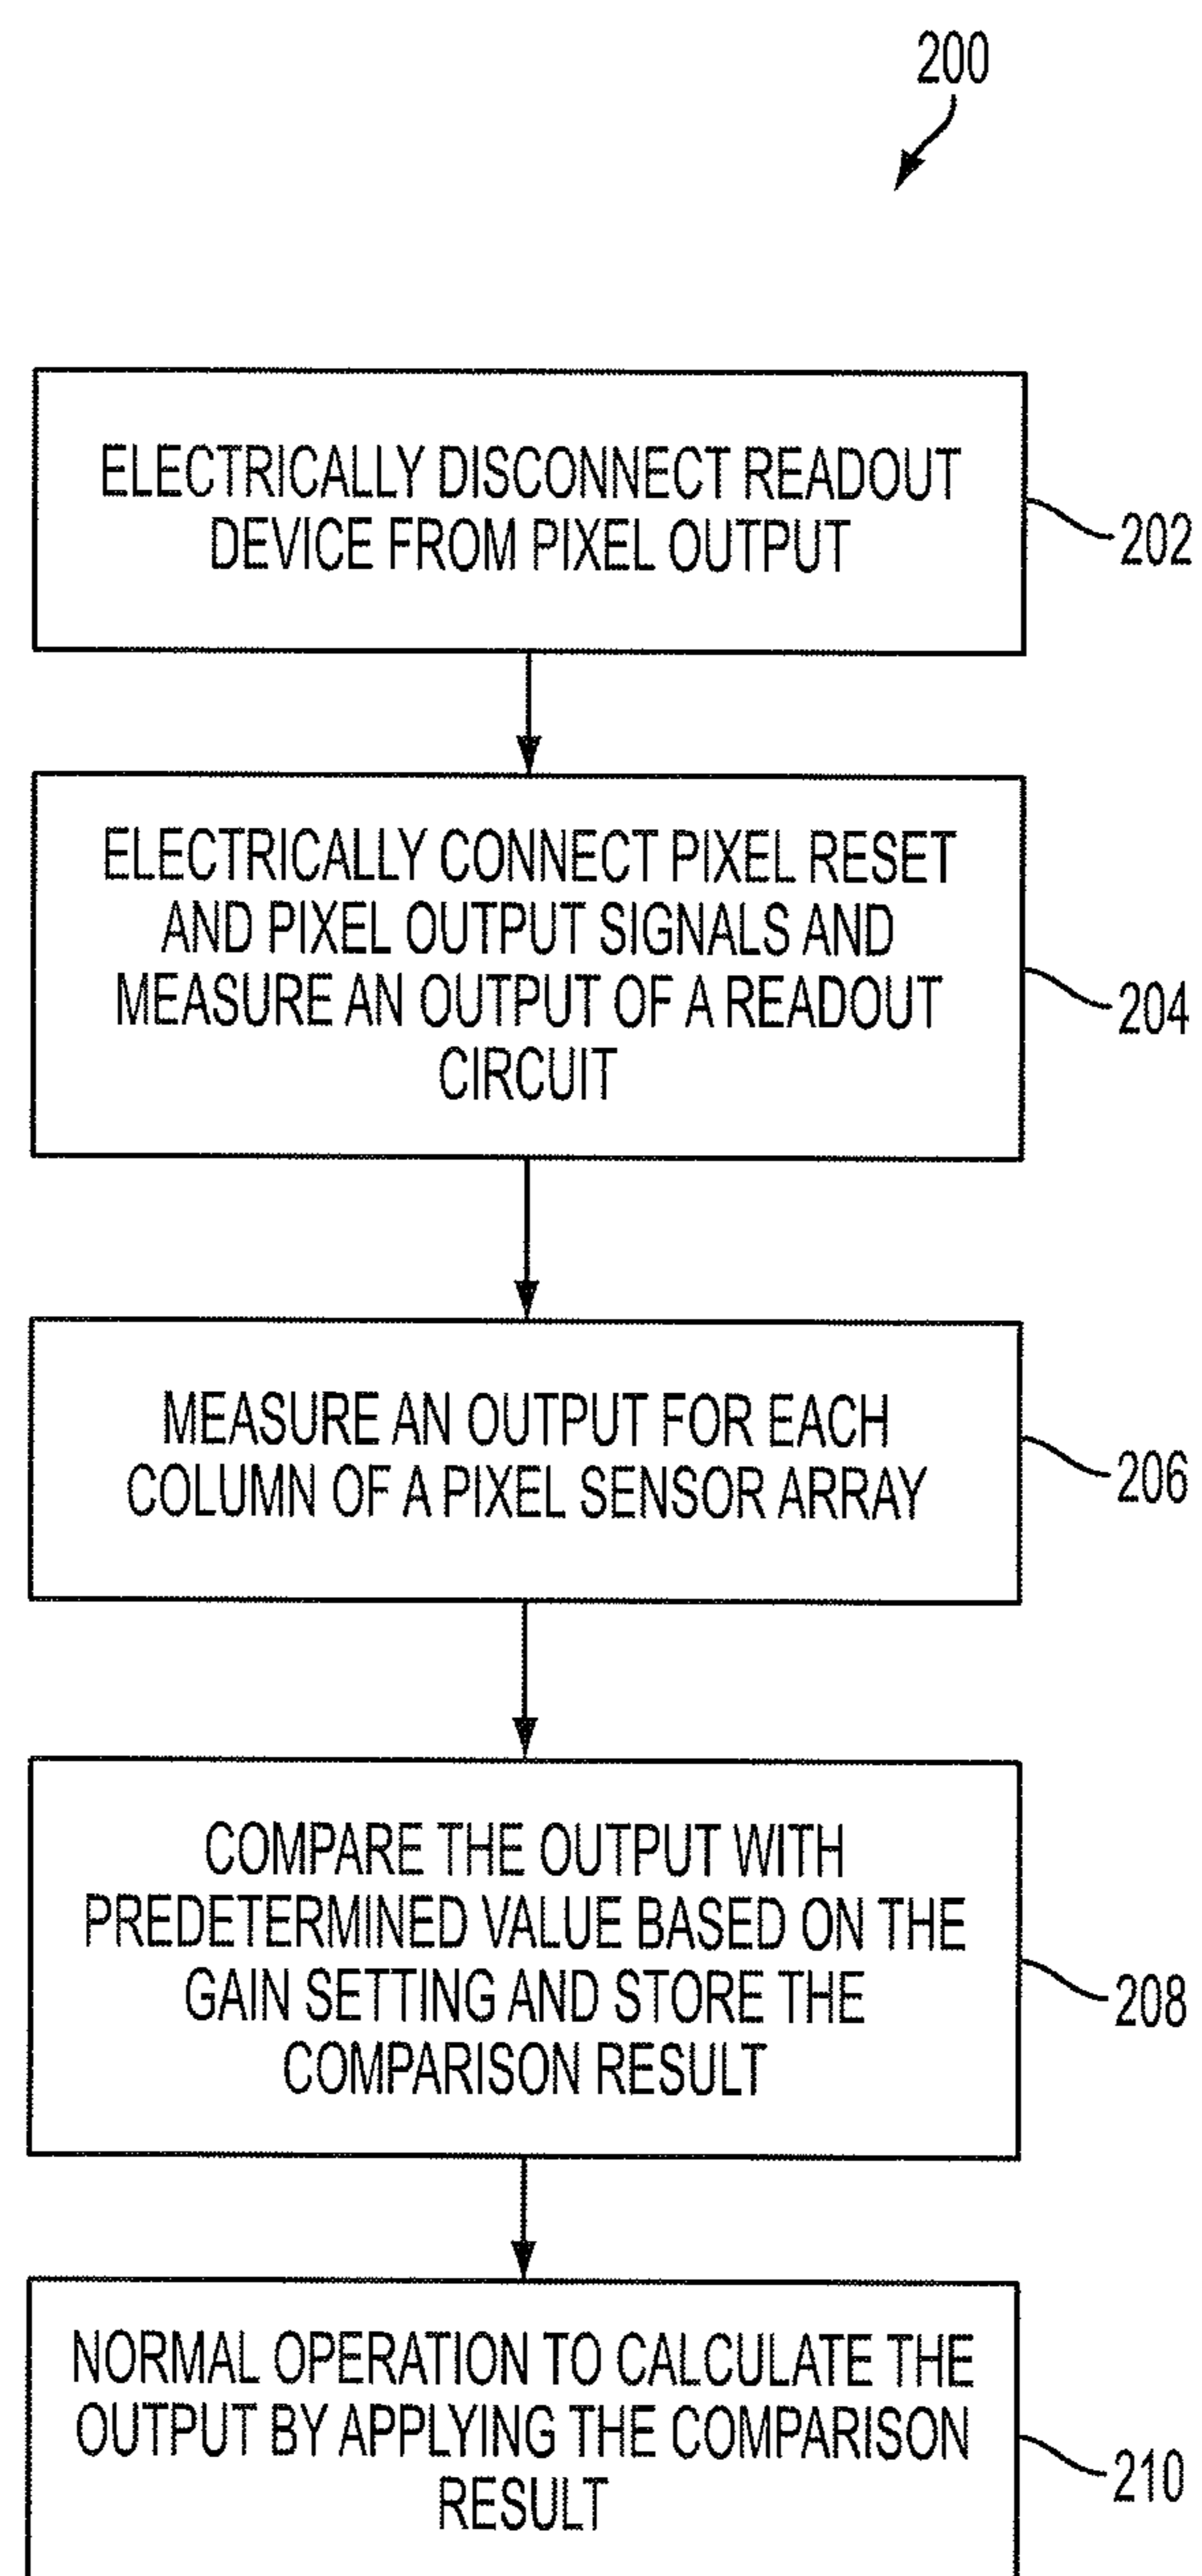 200
ELECTRICALLY DISCONNECT READOUT
DEVICE FROM PIXEL OUTPUT
202
ELECTRICALLY CONNECT PIXEL RESET
AND PIXEL OUTPUT SIGNALS AND
MEASURE AN OUTPUT OF A READOUT
CIRCUIT
204
MEASURE AN OUTPUT FOR EACH
COLUMN OF A PIXEL SENSOR ARRAY
206
COMPARE THE OUTPUT WITH
PREDETERMINED VALUE BASED ON THE
GAIN SETTING AND STORE THE
COMPARISON RESULT
208
NORMAL OPERATION TO CALCULATE THE
OUTPUT BY APPLYING THE COMPARISON
RESULT
210